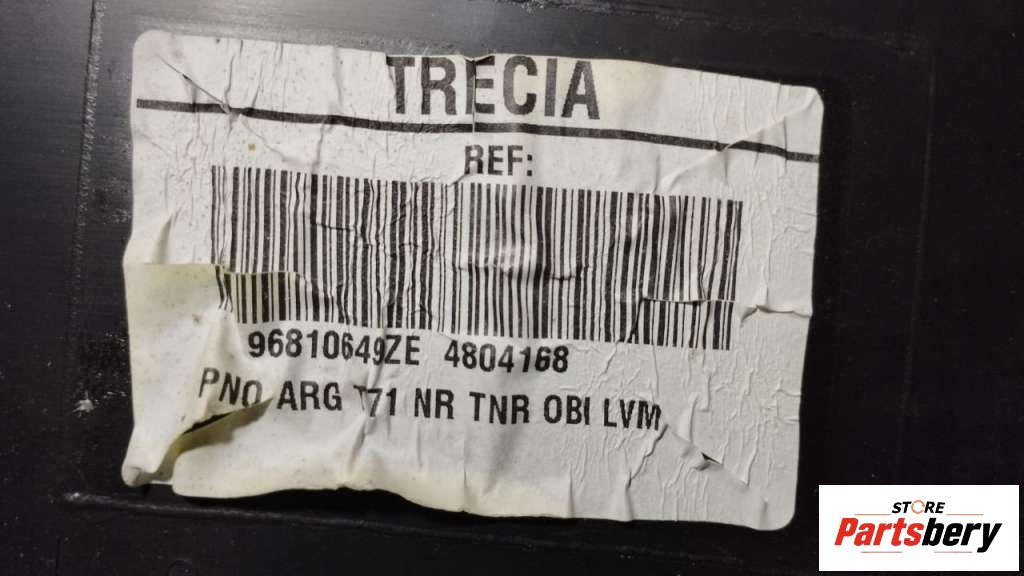 TRECIA
REF:
96810649ZE 4804168
PNO ARG T71 NR TNR OBI LVM
STORE
Partsbery